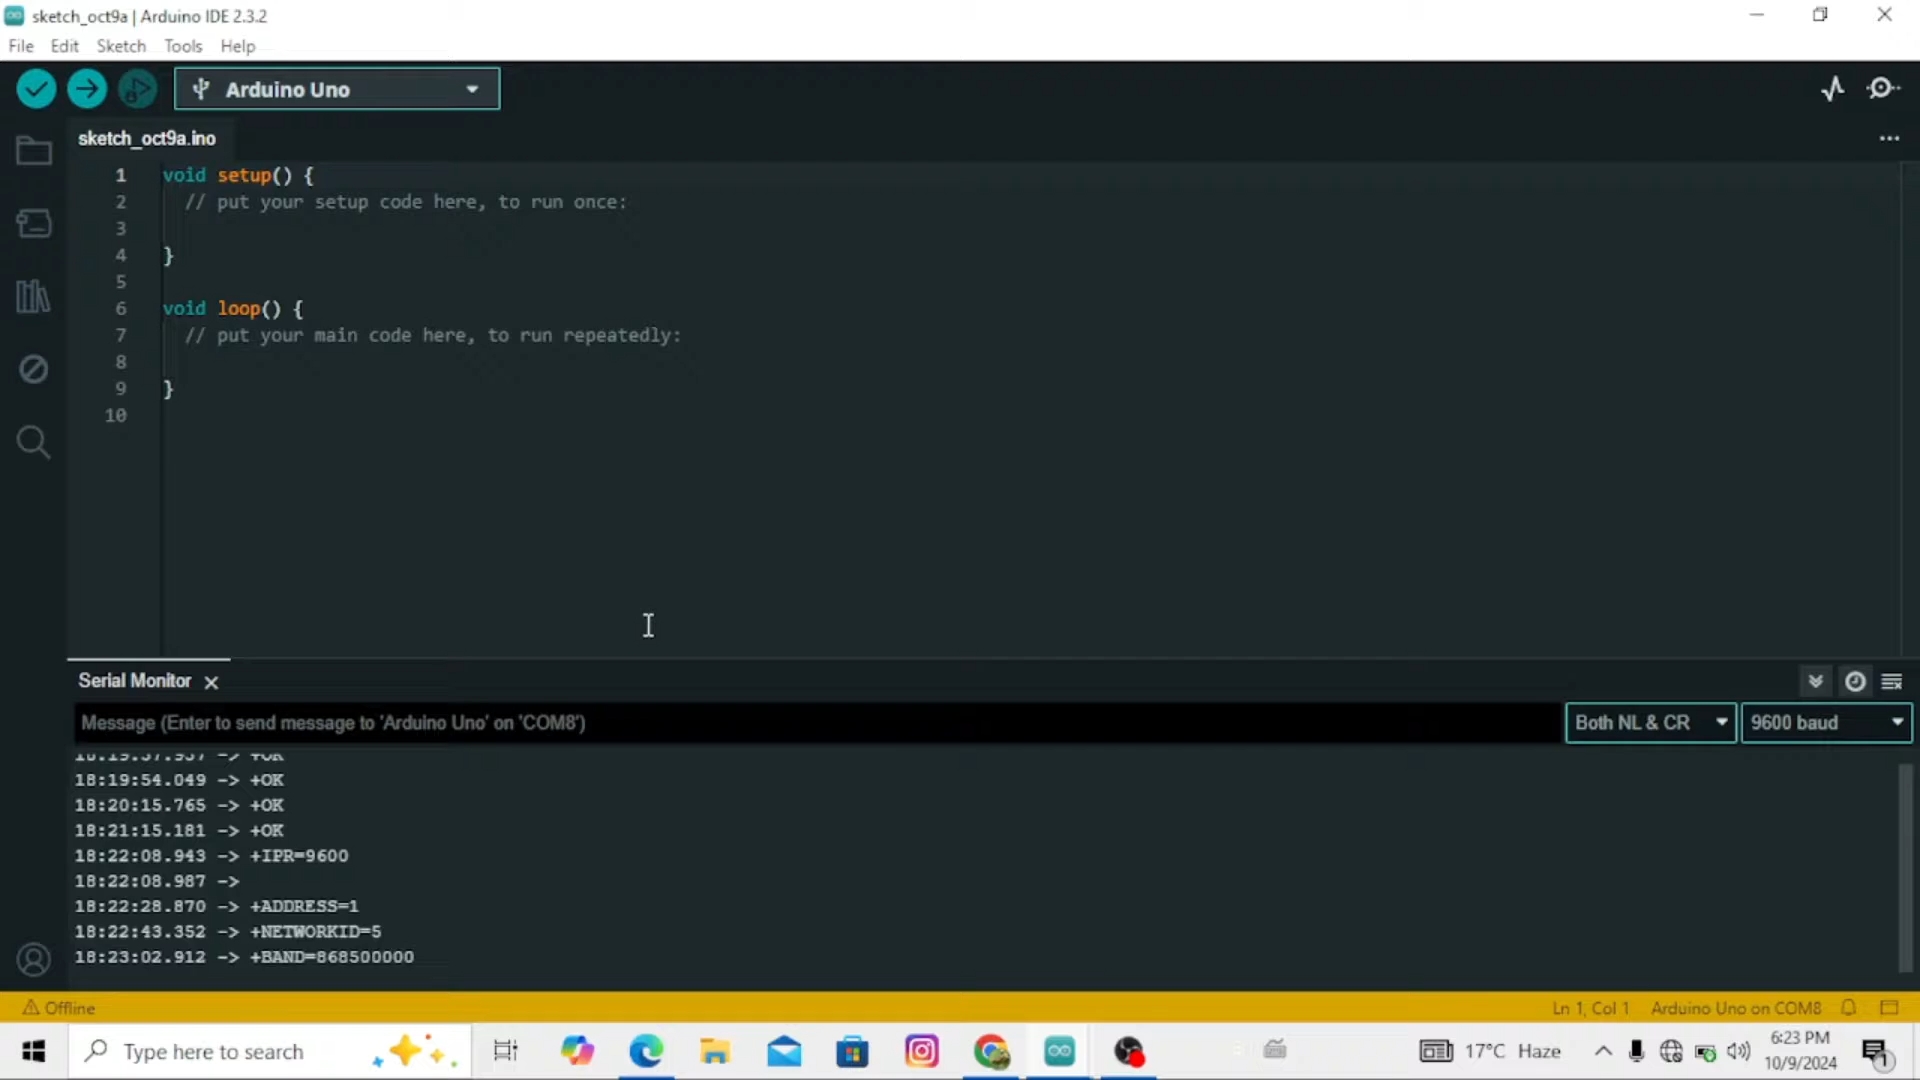 sketch_oct9a | Arduino IDE 2.3.2
File Edit Sketch Tools Help
Arduino Uno
sketch_oct9a.ino
1 void setup() {
2 // put your setup code here, to run once:
3
4 }
5
6 void loop() {
7 // put your main code here, to run repeatedly:
8
9 }
10
Serial Monitor
Message (Enter to send message to 'Arduino Uno' on 'COM8')
Both NL & CR
9600 baud
18:19:37.937 -> +OK
18:19:54.049 -> +OK
18:20:15.765 -> +OK
18:21:15.181 -> +OK
18:22:08.943 -> +IPR=9600
18:22:08.987 ->
18:22:28.870 -> +ADDRESS=1
18:22:43.352 -> +NETWORKID=5
18:23:02.912 -> +BAND=868500000
Offline
Ln 1, Col 1 Arduino Uno on COM8
Type here to search
17°C Haze
6:23 PM
10/9/2024
1